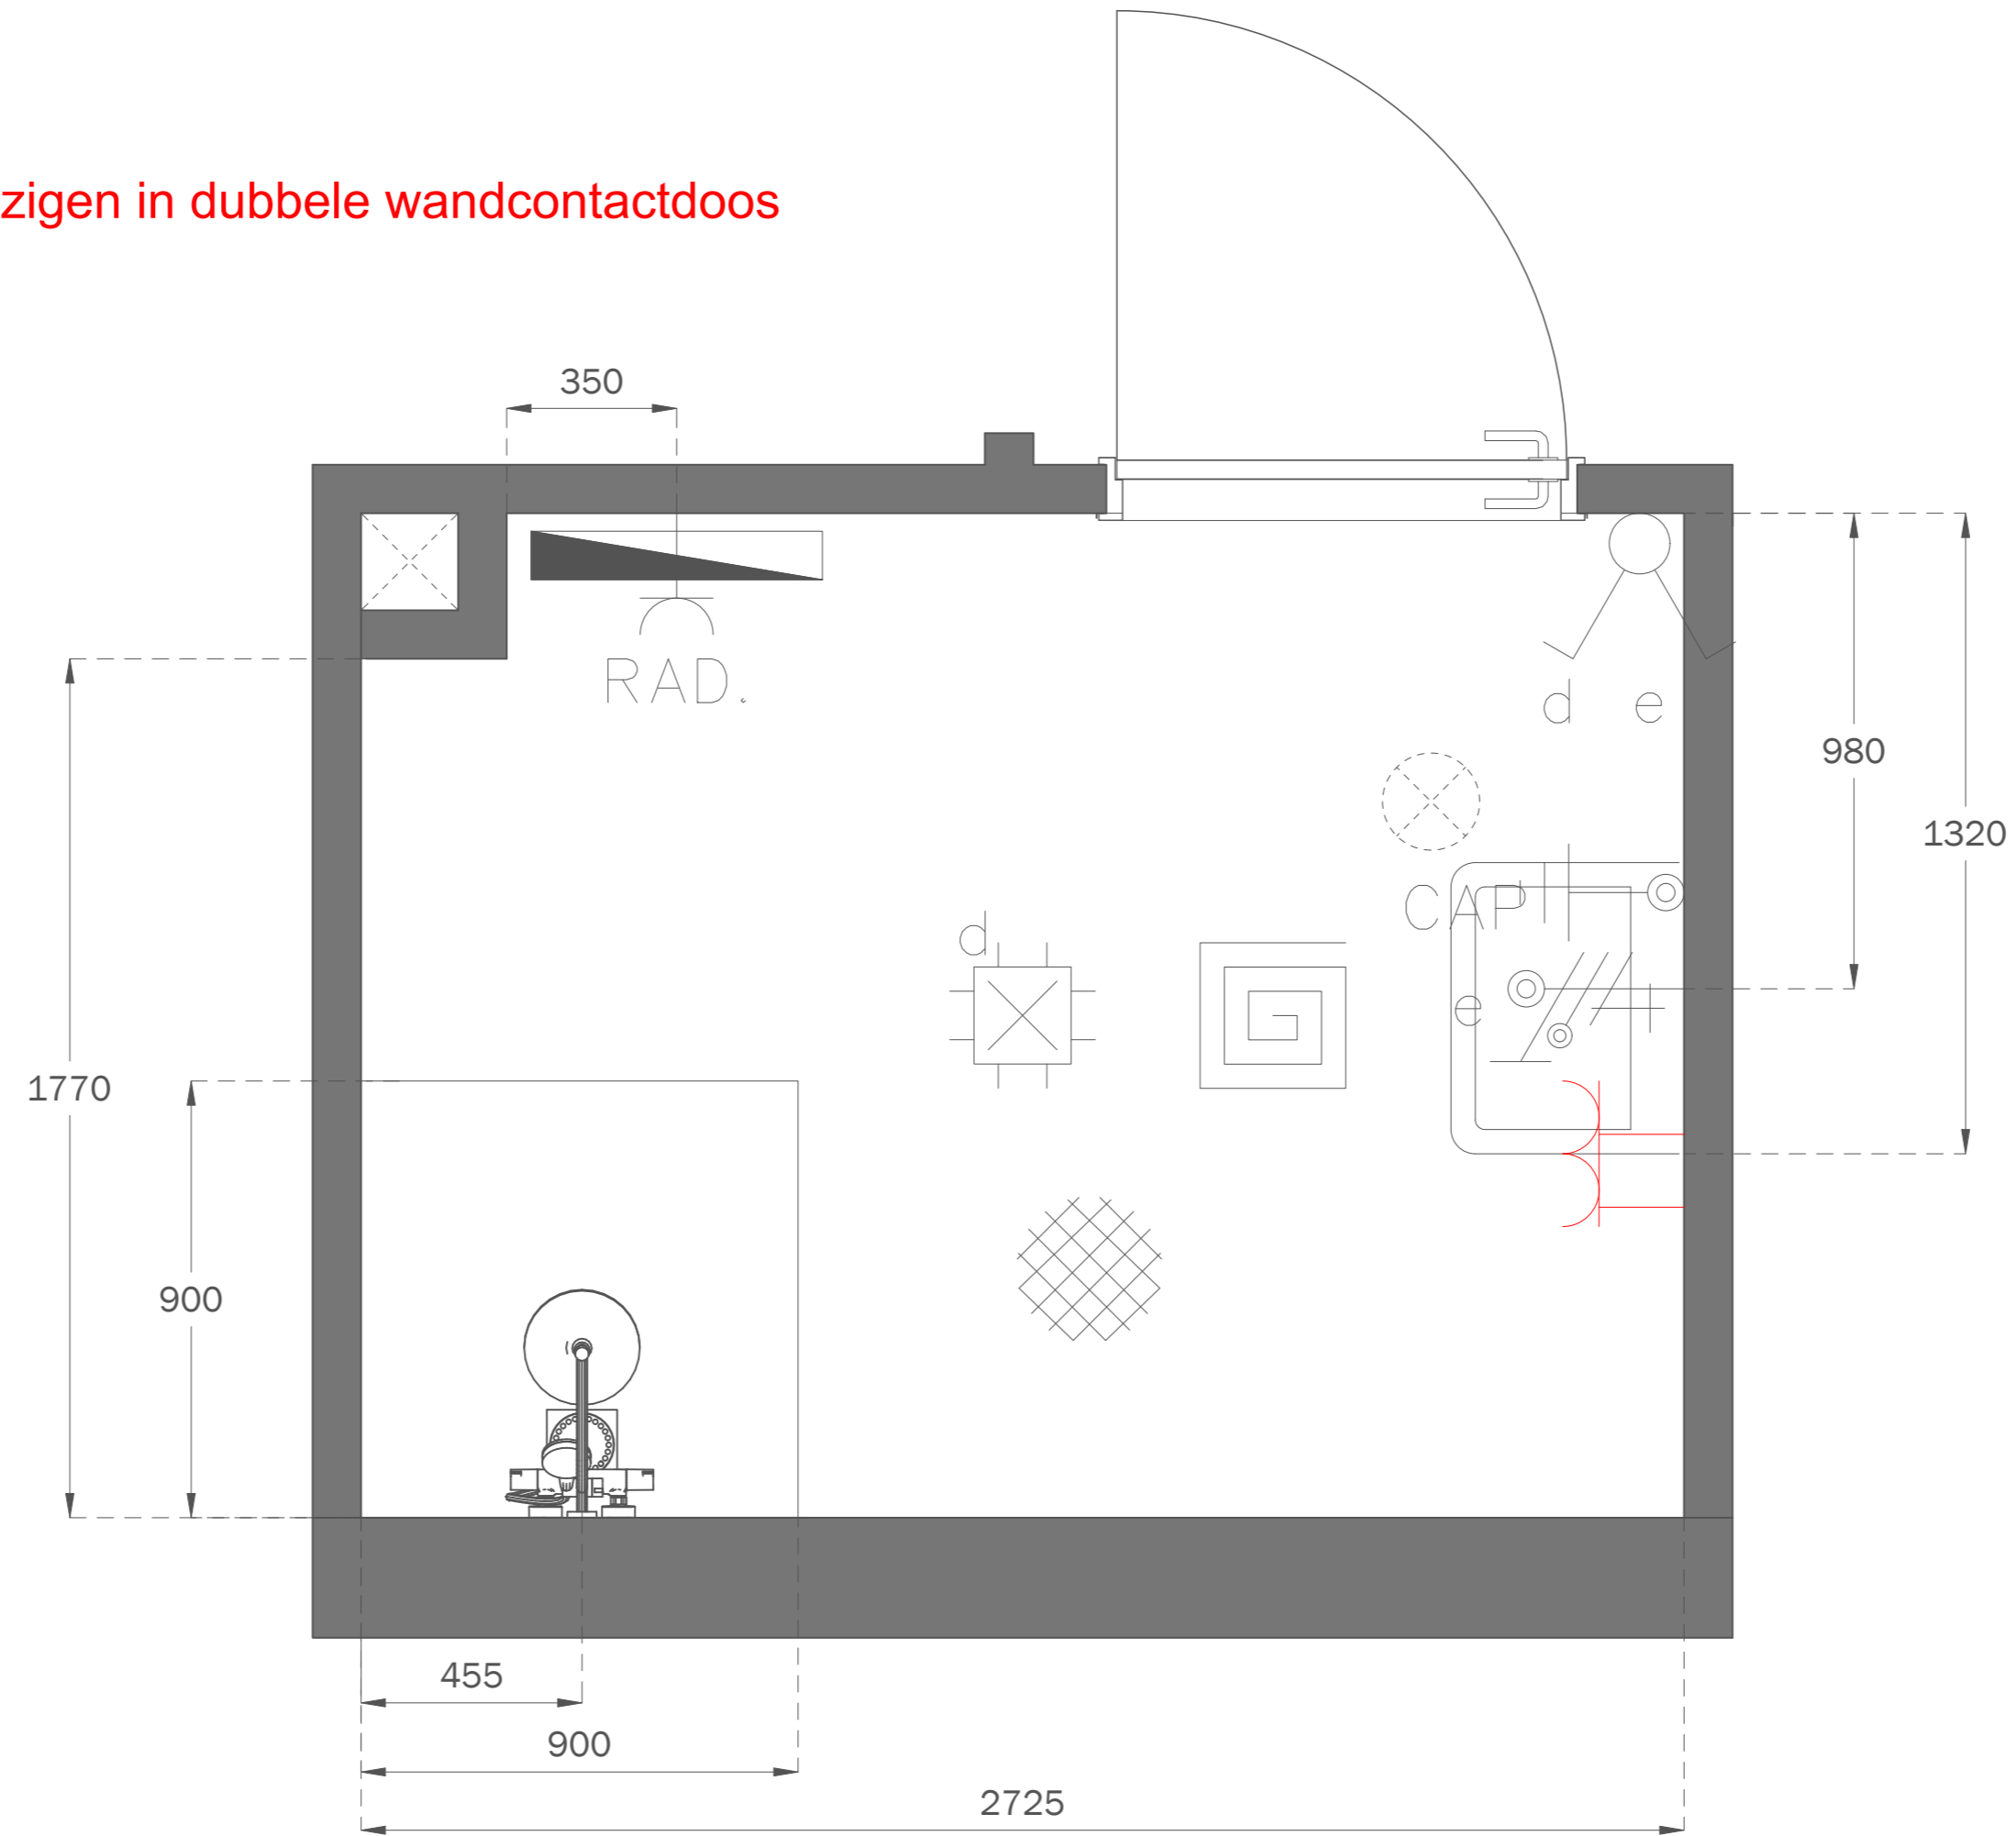 zigen in dubbele wandcontactdoos
350
RAD.
d e
980
1320
CAP
d
e
1770
900
455
900
2725